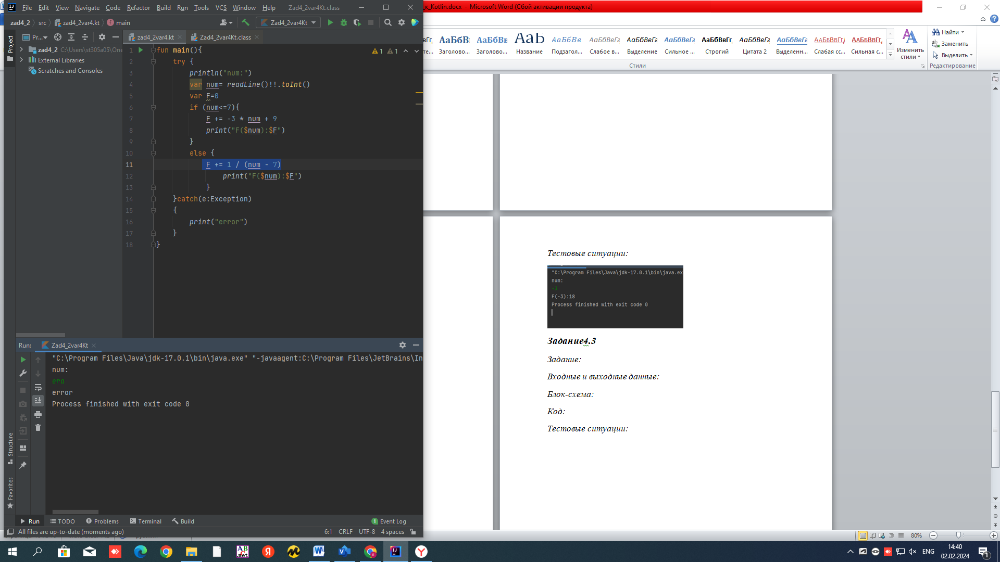 File Edit View Navigate Code Refactor Build Run Tools VCS Window Help Zad4_2var4Kt.class
_к_Kotlin.docx - Microsoft Word (Сбой активации продукта)
zad4_2 src zad4_2var4.kt main
Zad4_2var4Kt
Pr...
zad4_2var4.kt Zad4_2var4Kt.class
Project
zad4_2 C:\Users\st305a05\One
External Libraries
Scratches and Consoles
1 fun main(){
2 try {
3 println("num:")
4 var num= readLine()!!.toInt()
5 var F=0
6 if (num<=7){
7 F += -3 * num + 9
8 print("F($num):$F")
9 }
10 else {
11 F += 1 / (num - 7)
12 print("F($num):$F")
13 }
14 }catch(e:Exception)
15 {
16 print("error")
17 }
18 }
1 1
Run: Zad4_2var4Kt
"C:\Program Files\Java\jdk-17.0.1\bin\java.exe" "-javaagent:C:\Program Files\JetBrains\In
num:
era
error
Process finished with exit code 0
Structure
Favorites
Run TODO Problems Terminal Build 1 Event Log
All files are up-to-date (moments ago) 6:1 CRLF UTF-8 4 spaces
АаБбВ АаБбВв АаБ АаБбВв. АаБбВвГг АаБбВвГг АаБбВвГг АаБбВвГг, АаБбВвГг АаБбВвГг ААББВВГГ, ААББВВГГ,
Заголово... Заголово... Название Подзагол... Слабое в... Выделение Сильное ... Строгий Цитата 2 Выделенн... Слабая сс... Сильная с...
Изменить стили
Стили
Найти
Заменить
Выделить
Редактирование
Тестовые ситуации:
"C:\Program Files\Java\jdk-17.0.1\bin\java.ex
num:
-3
F(-3):18
Process finished with exit code 0
Задание4.3
Задание:
Входные и выходные данные:
Блок-схема:
Код:
Тестовые ситуации:
80%
ENG
14:40
02.02.2024
1